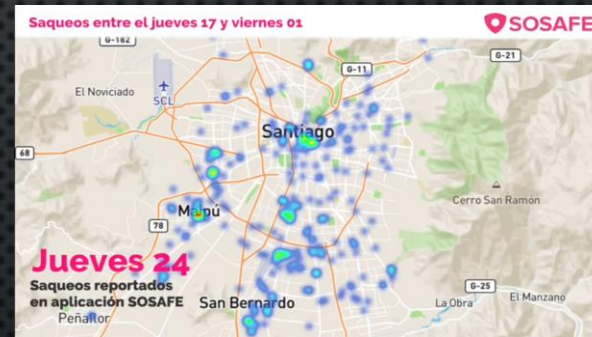 Saqueos entre el jueves 17 y viernes 01
SOSAFE
G-182
G-21
G-11
El Noviciado
SCL
Santiago
68
Cerro San Ramón
Maipú
78
Jueves 24
Saqueos reportados
en aplicación SOSAFE
Peñaflor
San Bernardo
G-25
La Obra
El Manzano